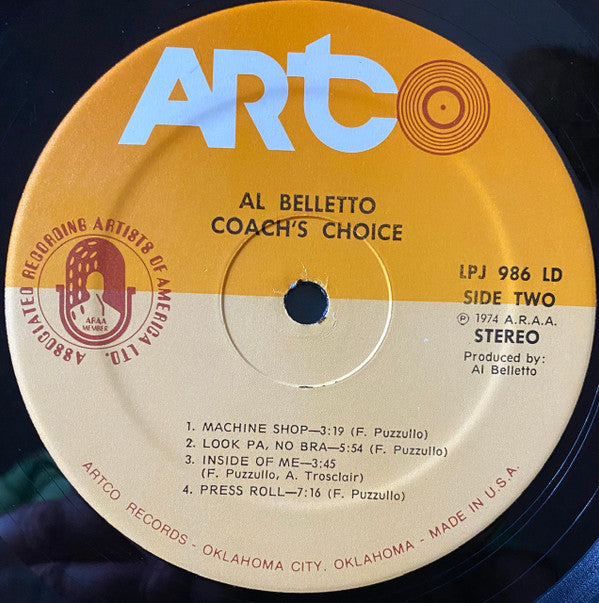 ARTCO
AL BELLETTO
COACH'S CHOICE
ASSOCIATED RECORDING ARTISTS OF AMERICA LTD.
ARAA
MEMBER
LPJ 986 LD
SIDE TWO
℗ 1974 A.R.A.A.
STEREO
Produced by:
Al Belletto
1. MACHINE SHOP—3:19 (F. Puzzullo)
2. LOOK PA, NO BRA—5:54 (F. Puzzullo)
3. INSIDE OF ME—3:45
(F. Puzzullo, A. Trosclair)
4. PRESS ROLL—7:16 (F. Puzzullo)
ARTCO RECORDS - OKLAHOMA CITY, OKLAHOMA - MADE IN U.S.A.